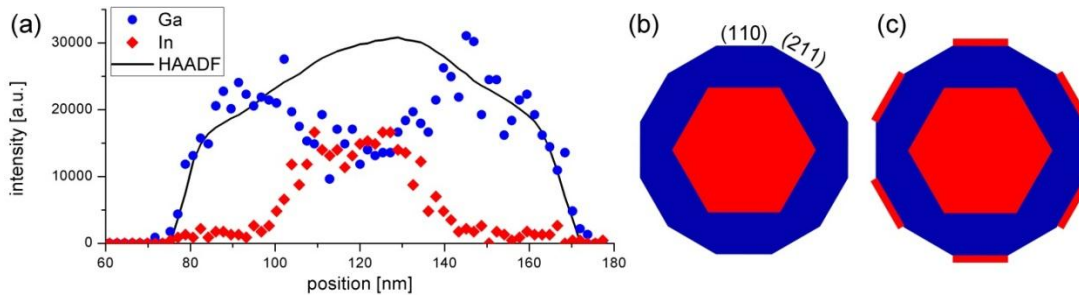 (a)
Ga
In
HAADF
intensity [a.u.]
30000
20000
10000
0
60 80 100 120 140 160 180
position [nm]
(b)
(110)
(211)
(c)